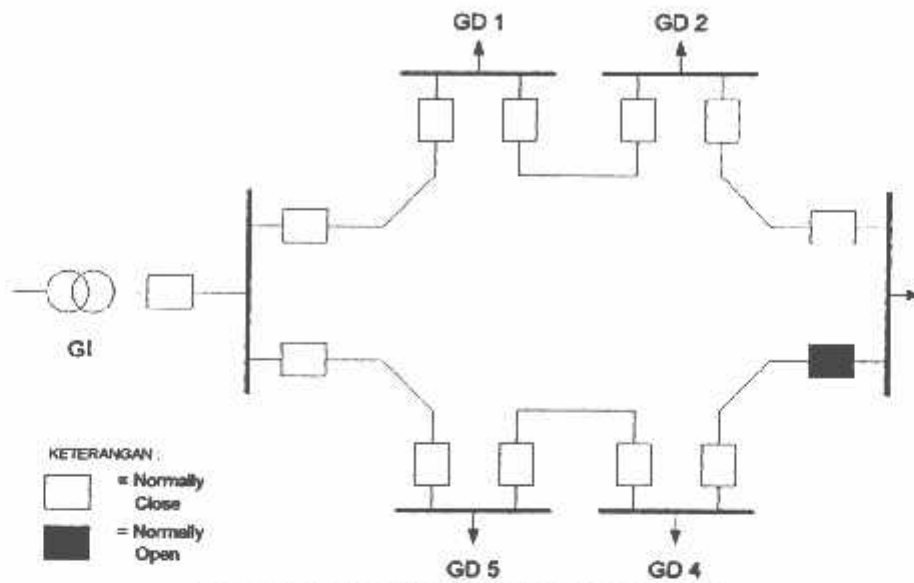 GD 1
GD 2
GI
KETERANGAN :
= Normally
Close
= Normally
Open
GD 5
GD 4